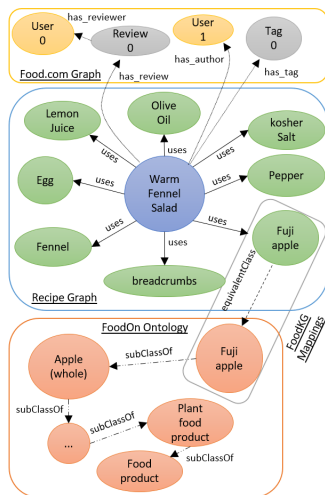 User
0
has_reviewer
Review
0
User
1
Tag
0
has_author
has_tag
Food.com Graph
has_review
Lemon
Juice
Olive
Oil
kosher
Salt
uses
uses
uses
Egg
uses
Warm
Fennel
Salad
uses
Pepper
uses
uses
uses
Fennel
breadcrumbs
Fuji
apple
Recipe Graph
equivalentClass
FoodKG
Mappings
FoodOn Ontology
Apple
(whole)
subClassOf
Fuji
apple
subClassOf
...
subClassOf
Plant
food
product
subClassOf
Food
product